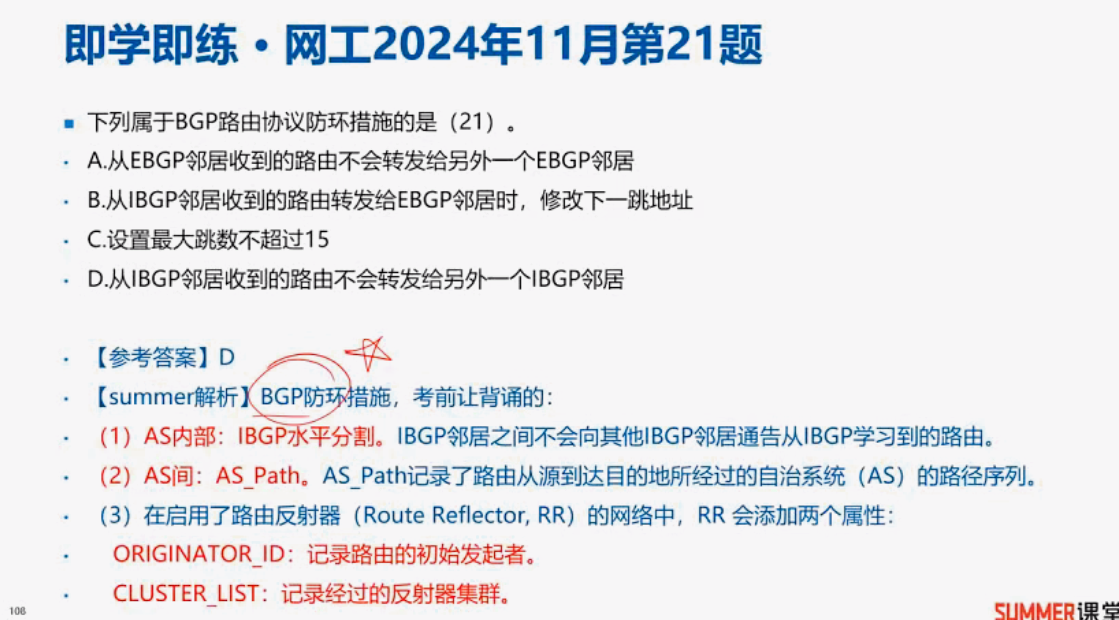 即学即练・网工2024年11月第21题
■ 下列属于BGP路由协议防环措施的是（21）。
· A.从EBGP邻居收到的路由不会转发给另外一个EBGP邻居
· B.从IBGP邻居收到的路由转发给EBGP邻居时，修改下一跳地址
· C.设置最大跳数不超过15
· D.从IBGP邻居收到的路由不会转发给另外一个IBGP邻居
· 【参考答案】D
· 【summer解析】BGP防环措施，考前让背诵的：
· （1）AS内部：IBGP水平分割。IBGP邻居之间不会向其他IBGP邻居通告从IBGP学习到的路由。
· （2）AS间：AS_Path。AS_Path记录了路由从源到达目的地所经过的自治系统（AS）的路径序列。
· （3）在启用了路由反射器（Route Reflector, RR）的网络中，RR 会添加两个属性：
· ORIGINATOR_ID：记录路由的初始发起者。
· CLUSTER_LIST：记录经过的反射器集群。
106
SUMMER课堂